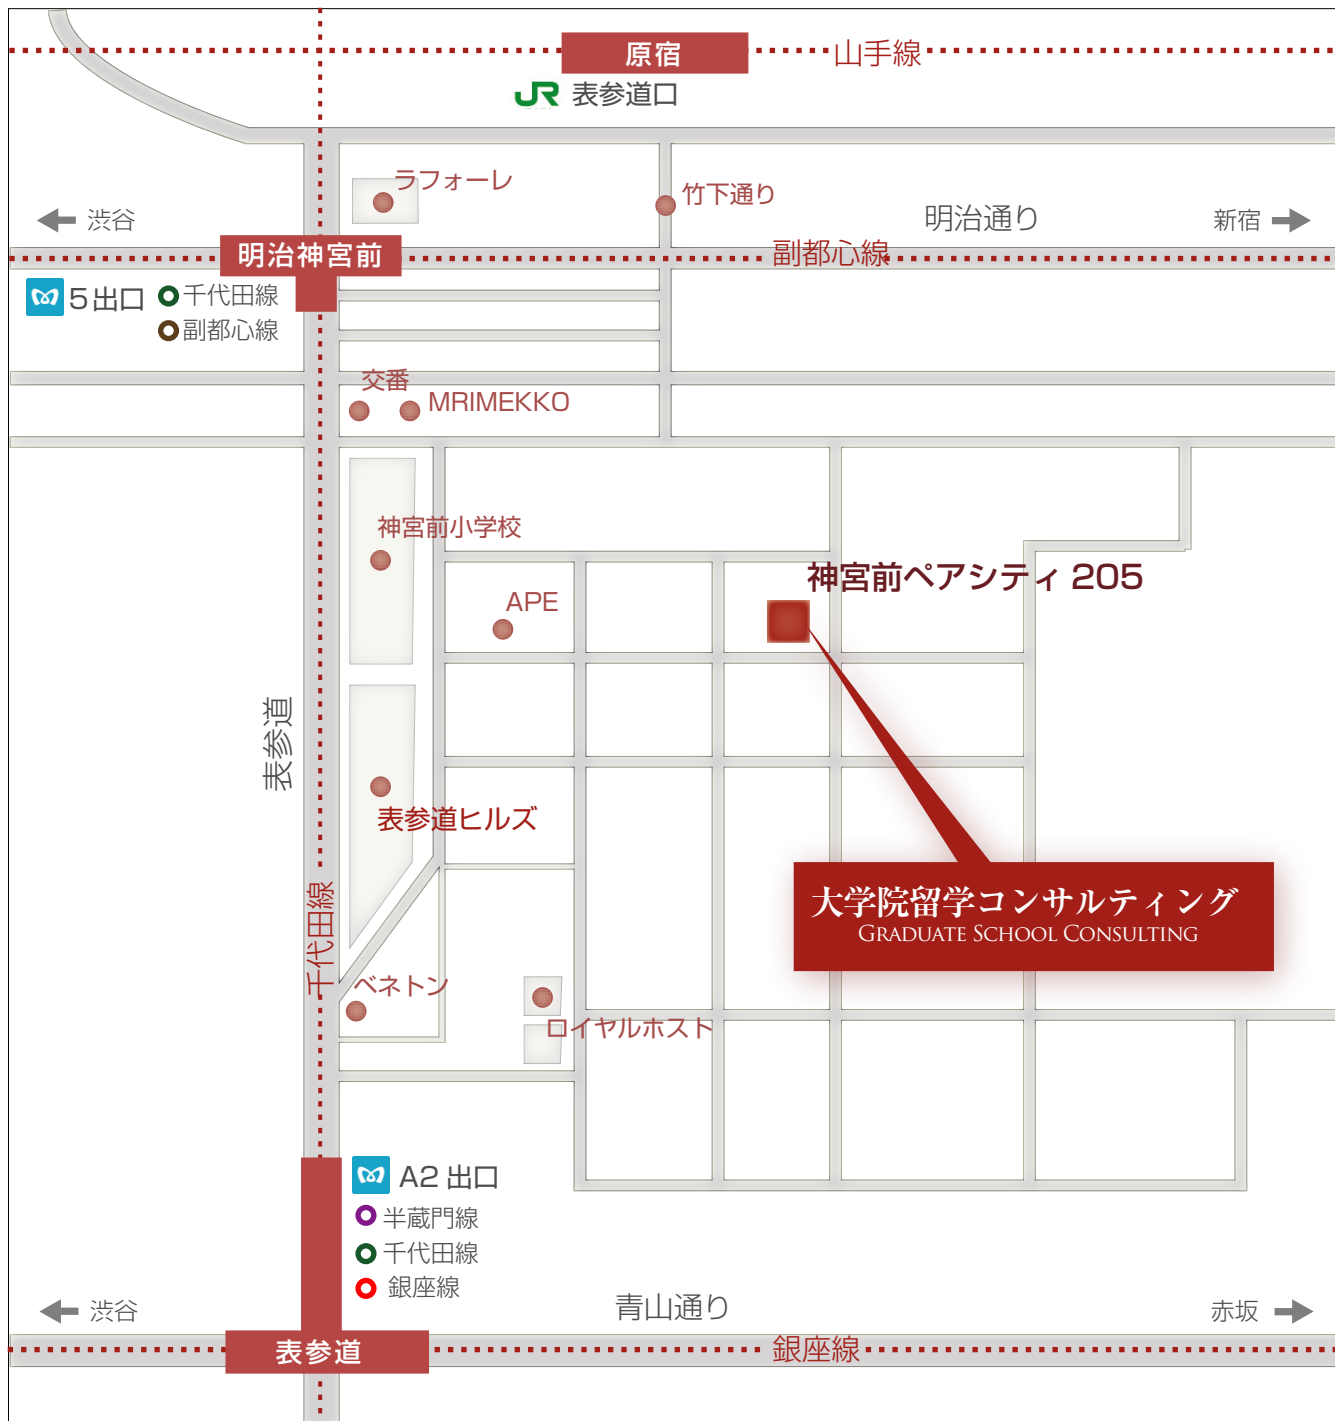 原宿
山手線
JR 表参道口
ラフォーレ
竹下通り
渋谷
明治通り
新宿
明治神宮前
副都心線
5出口
千代田線
副都心線
交番
MRIMEKKO
神宮前小学校
神宮前ペアシティ 205
APE
表参道
表参道ヒルズ
大学院留学コンサルティング
GRADUATE SCHOOL CONSULTING
千代田線
ベネトン
ロイヤルホスト
A2 出口
半蔵門線
千代田線
銀座線
渋谷
青山通り
赤坂
表参道
銀座線